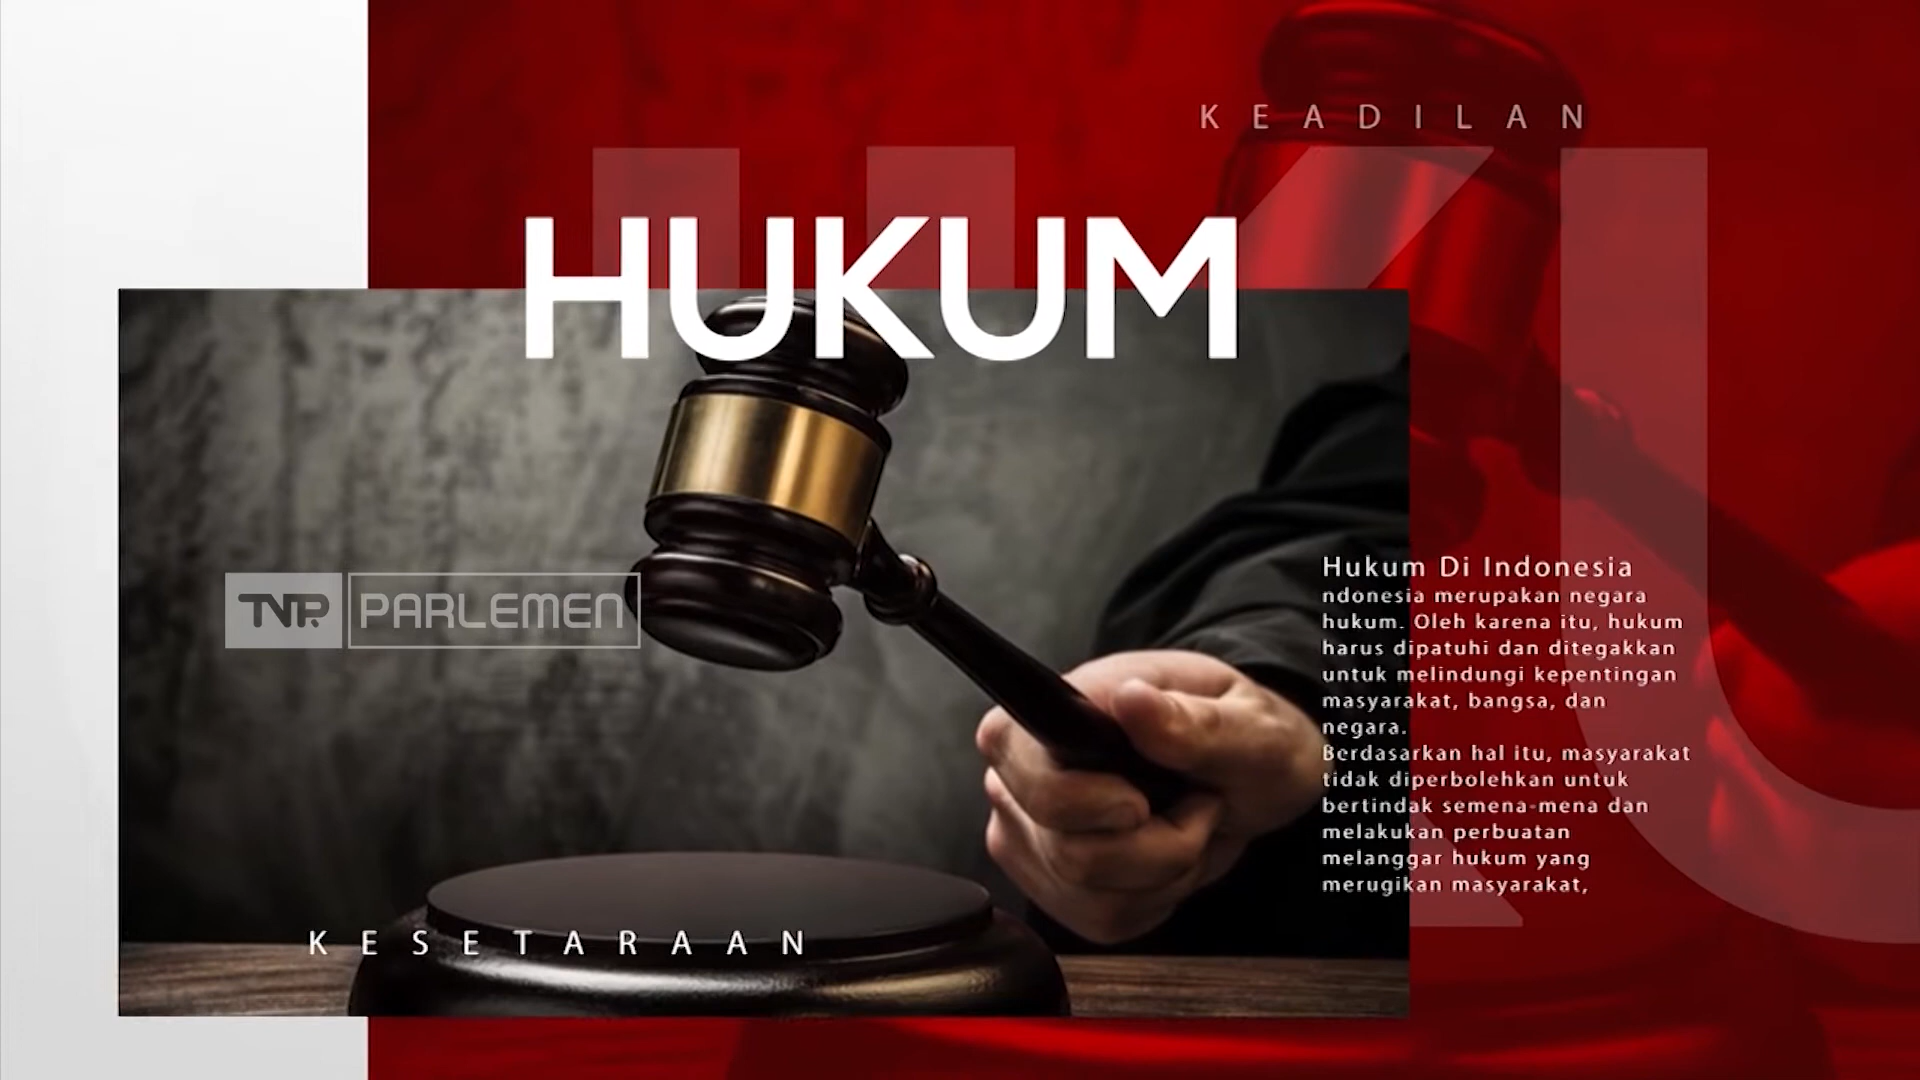 KEADILAN
HUKUM
TVR PARLEMEN
Hukum Di Indonesia
ndonesia merupakan negara
hukum. Oleh karena itu, hukum
harus dipatuhi dan ditegakkan
untuk melindungi kepentingan
masyarakat, bangsa, dan
negara.
Berdasarkan hal itu, masyarakat
tidak diperbolehkan untuk
bertindak semena-mena dan
melakukan perbuatan
melanggar hukum yang
merugikan masyarakat,
KESETARAAN